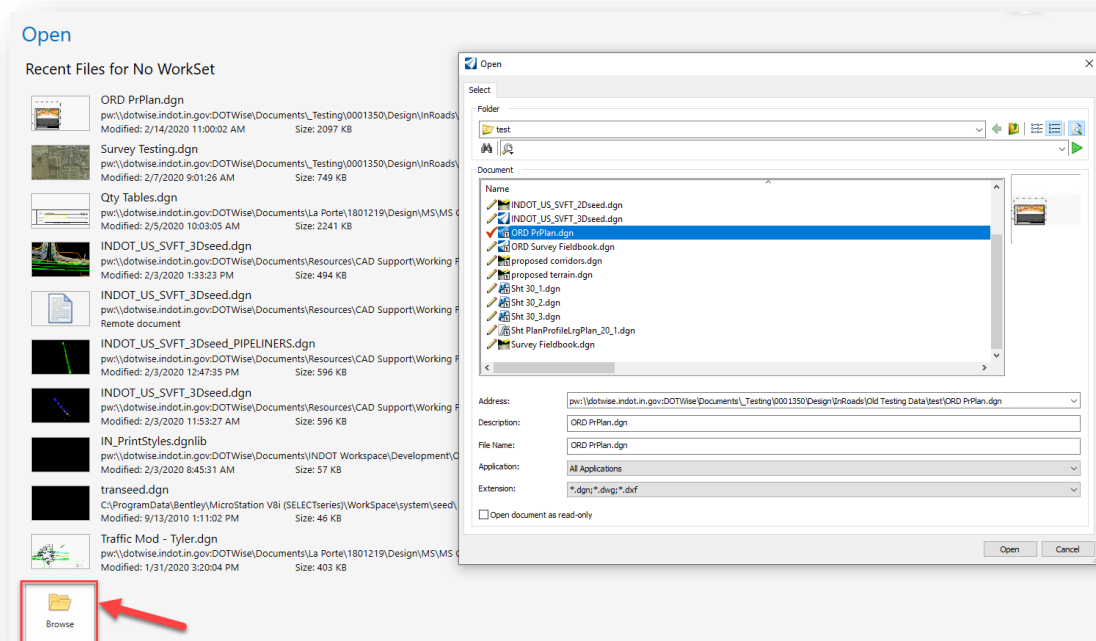 Open
Recent Files for No WorkSet
ORD PrPlan.dgn
pw:\\dotwise.indot.in.gov:DOTWise\Documents\_Testing\0001350\Design\InRoads\
Modified: 2/14/2020 11:00:02 AM Size: 2097 KB
Survey Testing.dgn
pw:\\dotwise.indot.in.gov:DOTWise\Documents\_Testing\0001350\Design\InRoads\
Modified: 2/7/2020 9:01:26 AM Size: 749 KB
Qty Tables.dgn
pw:\\dotwise.indot.in.gov:DOTWise\Documents\La Porte\1801219\Design\MS\MS
Modified: 2/5/2020 10:03:05 AM Size: 2241 KB
INDOT_US_SVFT_3Dseed.dgn
pw:\\dotwise.indot.in.gov:DOTWise\Documents\Resources\CAD Support\Working
Modified: 2/3/2020 1:33:23 PM Size: 494 KB
INDOT_US_SVFT_3Dseed.dgn
pw:\\dotwise.indot.in.gov:DOTWise\Documents\Resources\CAD Support\Working
Remote document
INDOT_US_SVFT_3Dseed_PIPELINERS.dgn
pw:\\dotwise.indot.in.gov:DOTWise\Documents\Resources\CAD Support\Working
Modified: 2/3/2020 12:47:35 PM Size: 596 KB
INDOT_US_SVFT_3Dseed.dgn
pw:\\dotwise.indot.in.gov:DOTWise\Documents\Resources\CAD Support\Working
Modified: 2/3/2020 11:53:27 AM Size: 596 KB
IN_PrintStyles.dgnlib
pw:\\dotwise.indot.in.gov:DOTWise\Documents\INDOT Workspace\Development\
Modified: 2/3/2020 8:45:31 AM Size: 57 KB
transeed.dgn
C:\ProgramData\Bentley\MicroStation V8i (SELECTseries)\WorkSpace\system\seed\
Modified: 9/13/2010 1:11:02 PM Size: 46 KB
Traffic Mod - Tyler.dgn
pw:\\dotwise.indot.in.gov:DOTWise\Documents\La Porte\1801219\Design\MS\MS
Modified: 1/31/2020 3:20:04 PM Size: 403 KB
Browse
Open
Select
Folder
test
Document
Name
INDOT_US_SVFT_2Dseed.dgn
INDOT_US_SVFT_3Dseed.dgn
ORD PrPlan.dgn
ORD Survey Fieldbook.dgn
proposed corridors.dgn
proposed terrain.dgn
Sht 30_1.dgn
Sht 30_2.dgn
Sht 30_3.dgn
Sht PlanProfileLrgPlan_20_1.dgn
Survey Fieldbook.dgn
Address: pw:\\dotwise.indot.in.gov:DOTWise\Documents\_Testing\0001350\Design\InRoads\Old Testing Data\test\ORD PrPlan.dgn
Description: ORD PrPlan.dgn
File Name: ORD PrPlan.dgn
Application: All Applications
Extension: *.dgn;*.dwg;*.dxf
Open document as read-only
Open Cancel